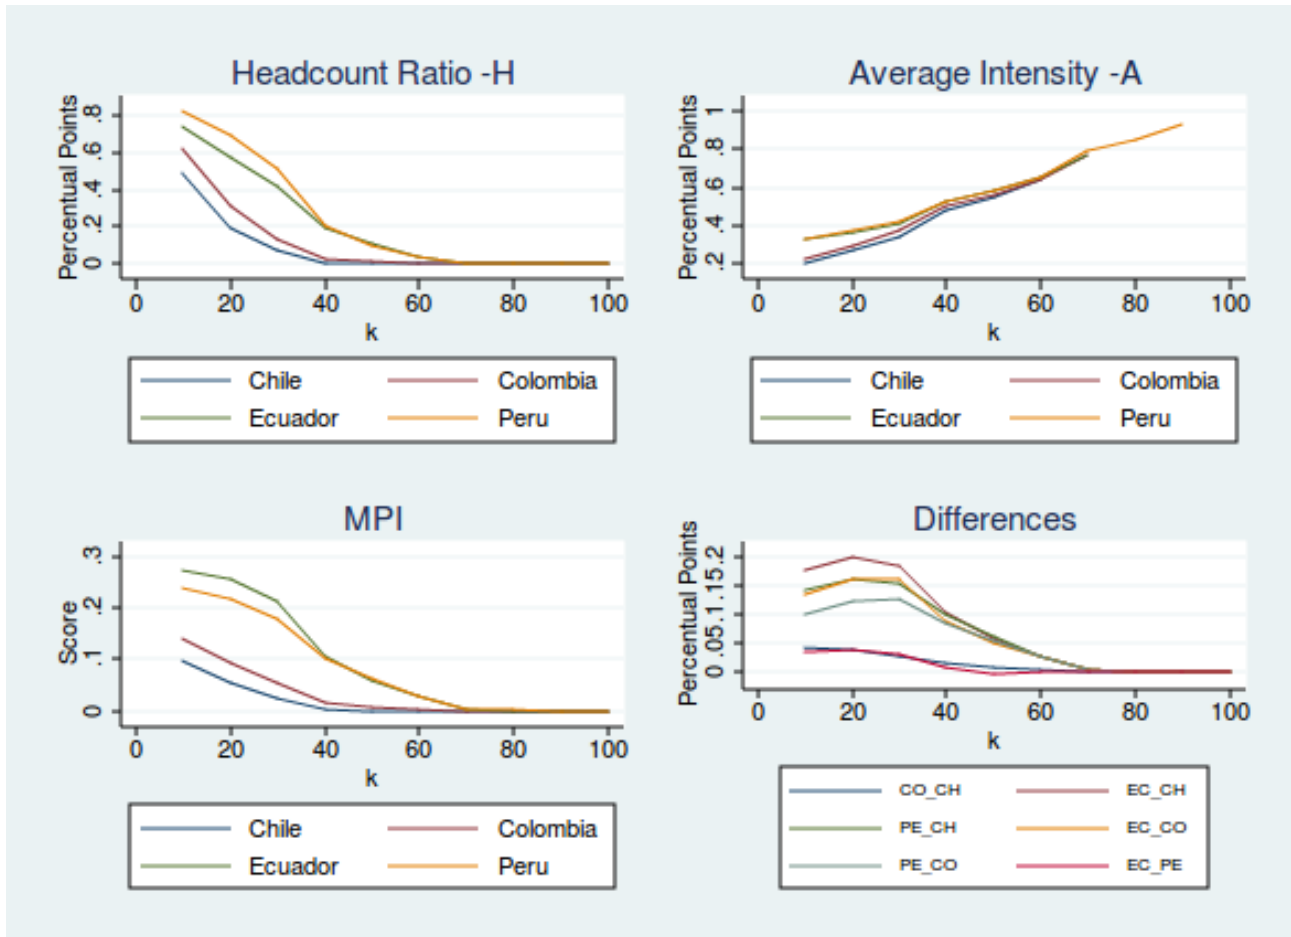 Headcount Ratio -H
Percentual Points
.8
.6
.4
.2
0
0 20 40 60 80 100
k
Chile Colombia
Ecuador Peru
Average Intensity -A
Percentual Points
1
.8
.6
.4
.2
0 20 40 60 80 100
k
Chile Colombia
Ecuador Peru
MPI
Score
.3
.2
.1
0
0 20 40 60 80 100
k
Chile Colombia
Ecuador Peru
Differences
Percentual Points
.2
.15
.1
.05
0
0 20 40 60 80 100
k
CO_CH EC_CH
PE_CH EC_CO
PE_CO EC_PE